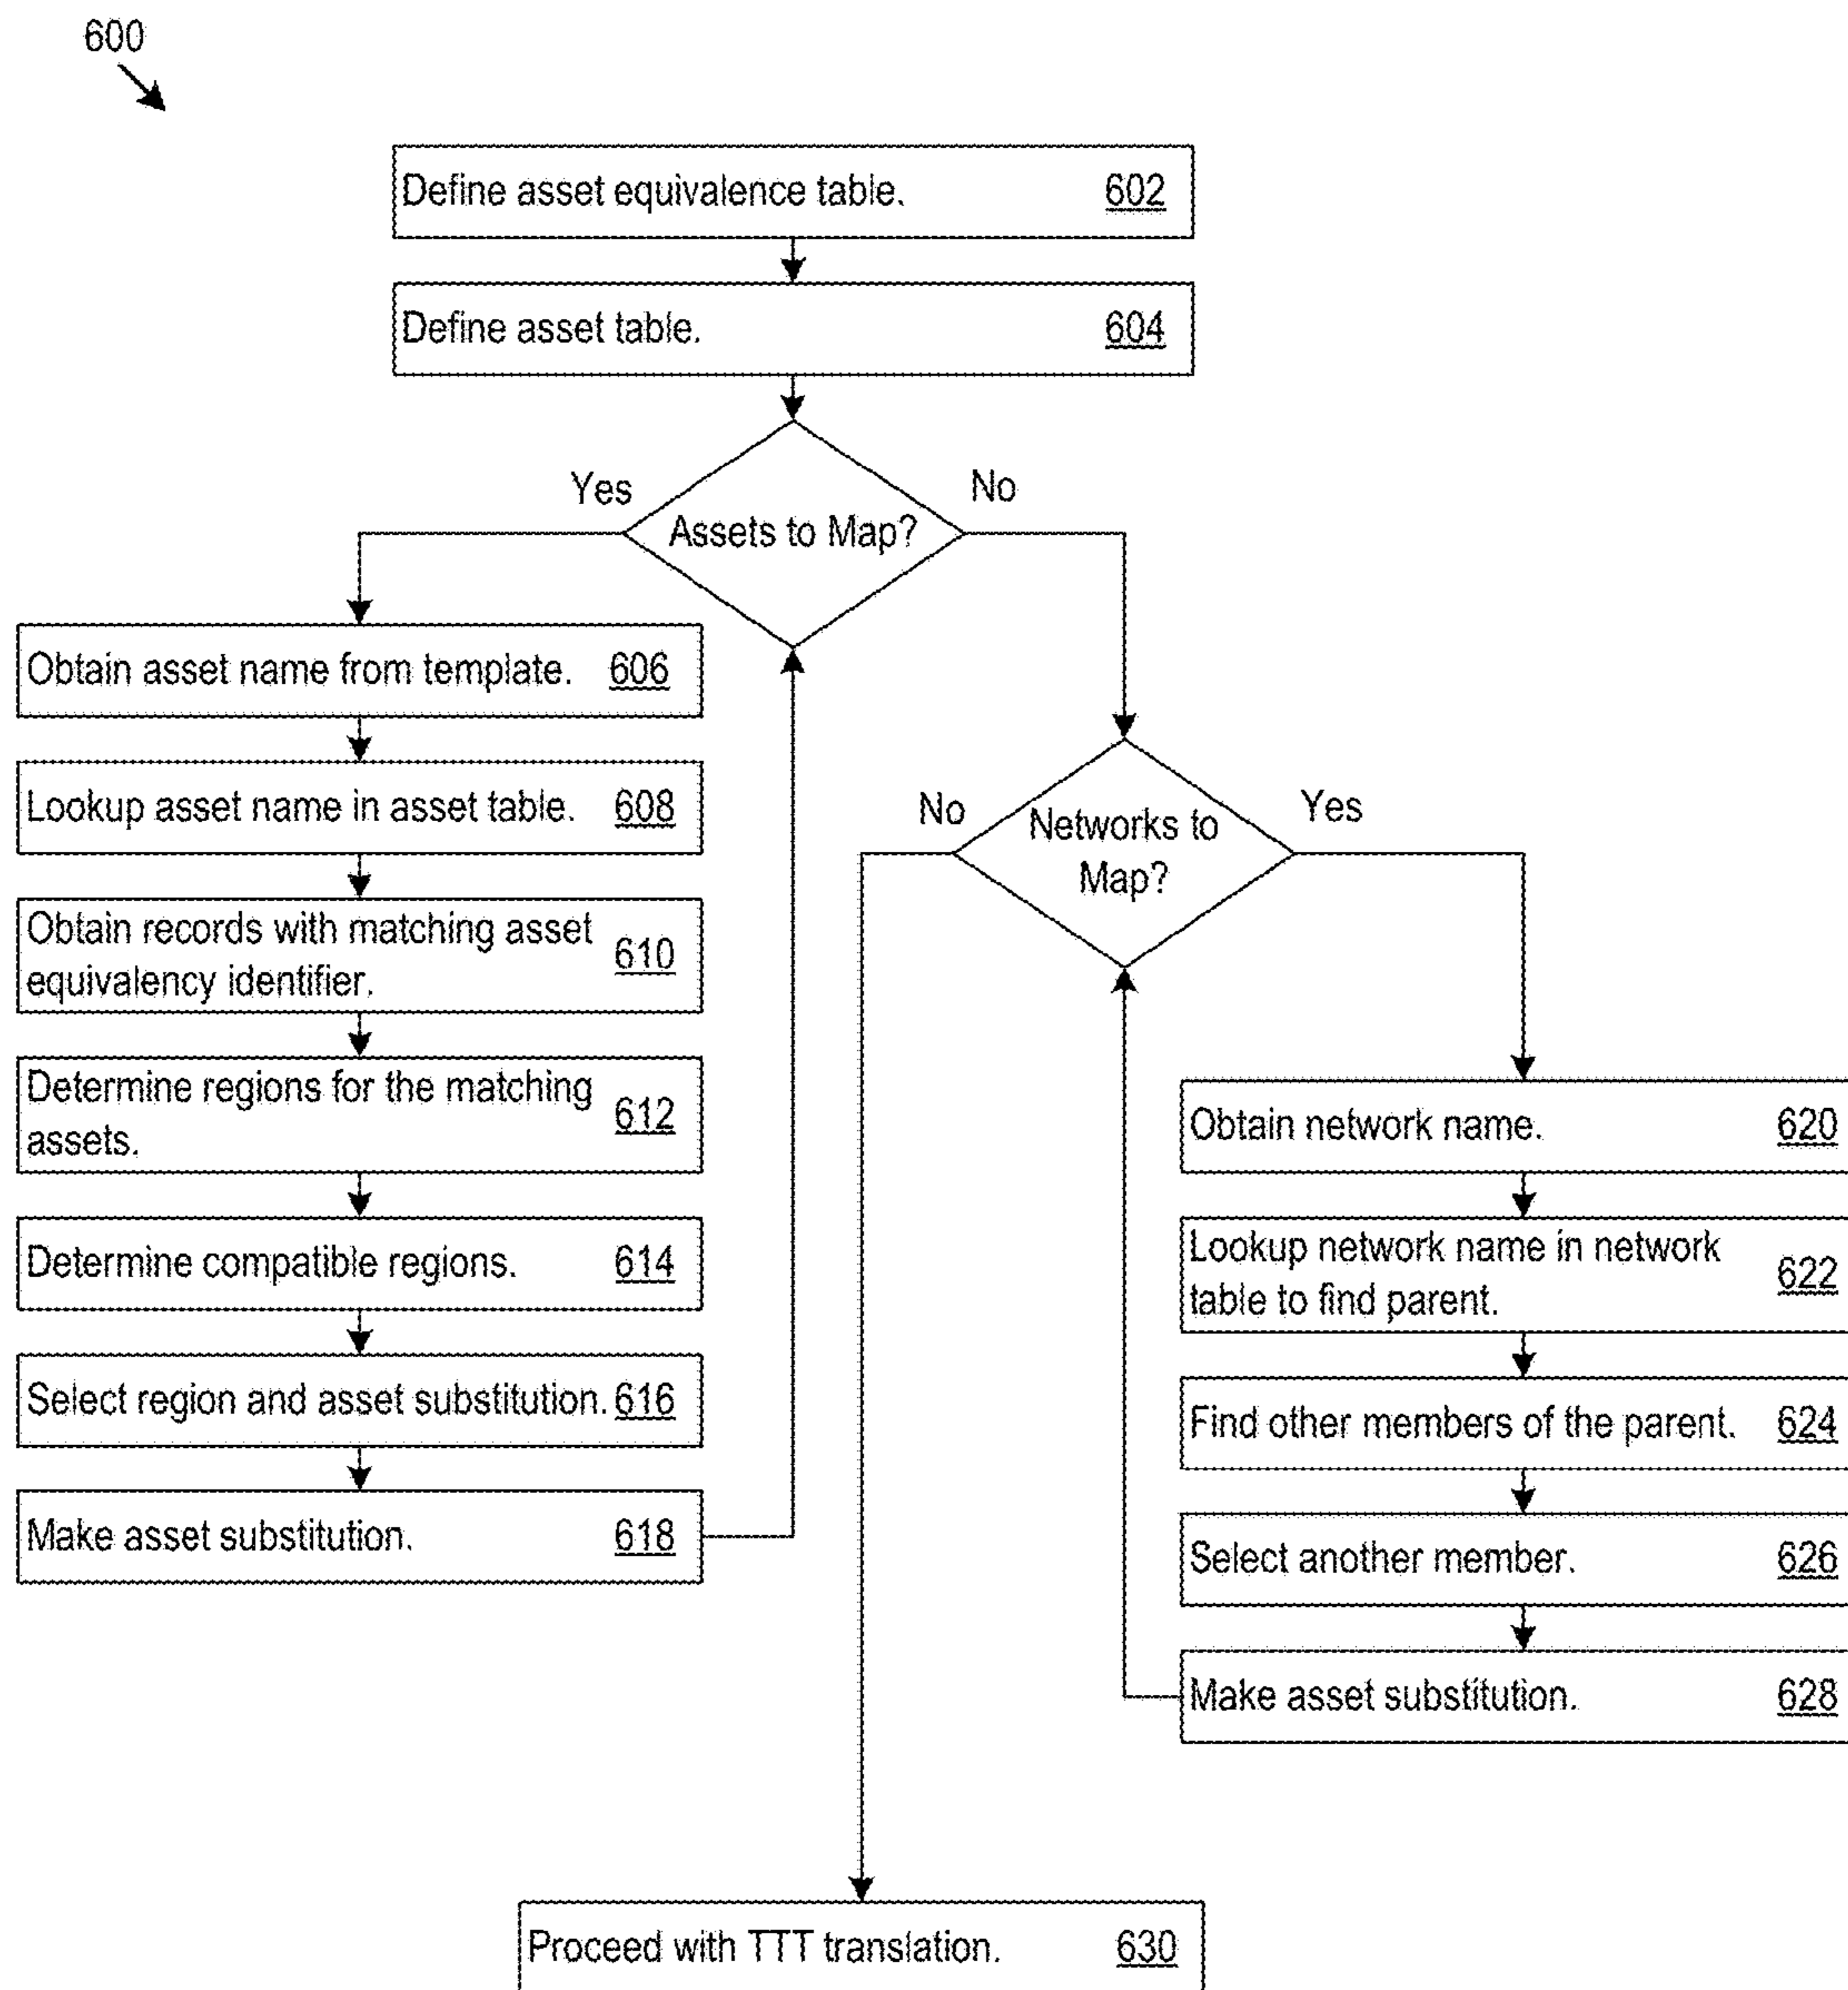 600
Define asset equivalence table. 602
Define asset table. 604
Yes
No
Assets to Map?
Obtain asset name from template. 606
Lookup asset name in asset table. 608
Obtain records with matching asset
equivalency identifier.
610
Determine regions for the matching
assets.
612
Determine compatible regions. 614
Select region and asset substitution. 616
Make asset substitution. 618
No
Yes
Networks to
Map?
Obtain network name. 620
Lookup network name in network
table to find parent.
622
Find other members of the parent. 624
Select another member. 626
Make asset substitution. 628
Proceed with TTT translation. 630